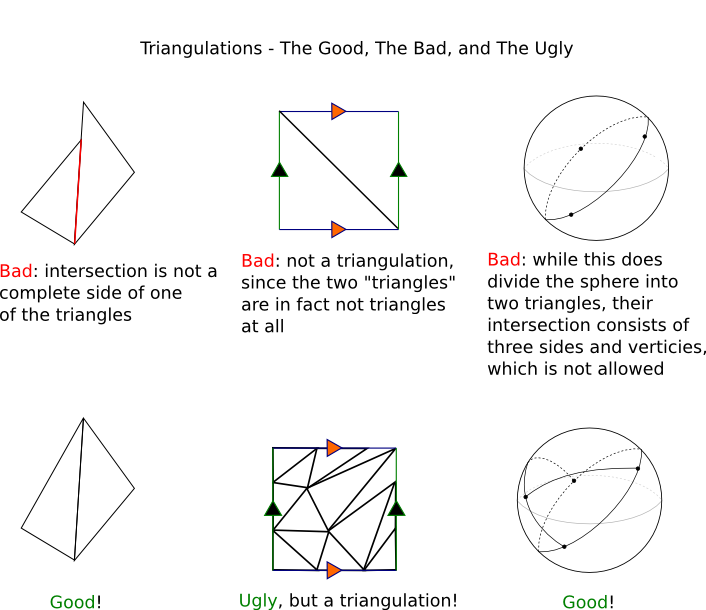 Triangulations - The Good, The Bad, and The Ugly
Bad: intersection is not a
complete side of one
of the triangles
Bad: not a triangulation,
since the two "triangles"
are in fact not triangles
at all
Bad: while this does
divide the sphere into
two triangles, their
intersection consists of
three sides and verticies,
which is not allowed
Good!
Ugly, but a triangulation!
Good!